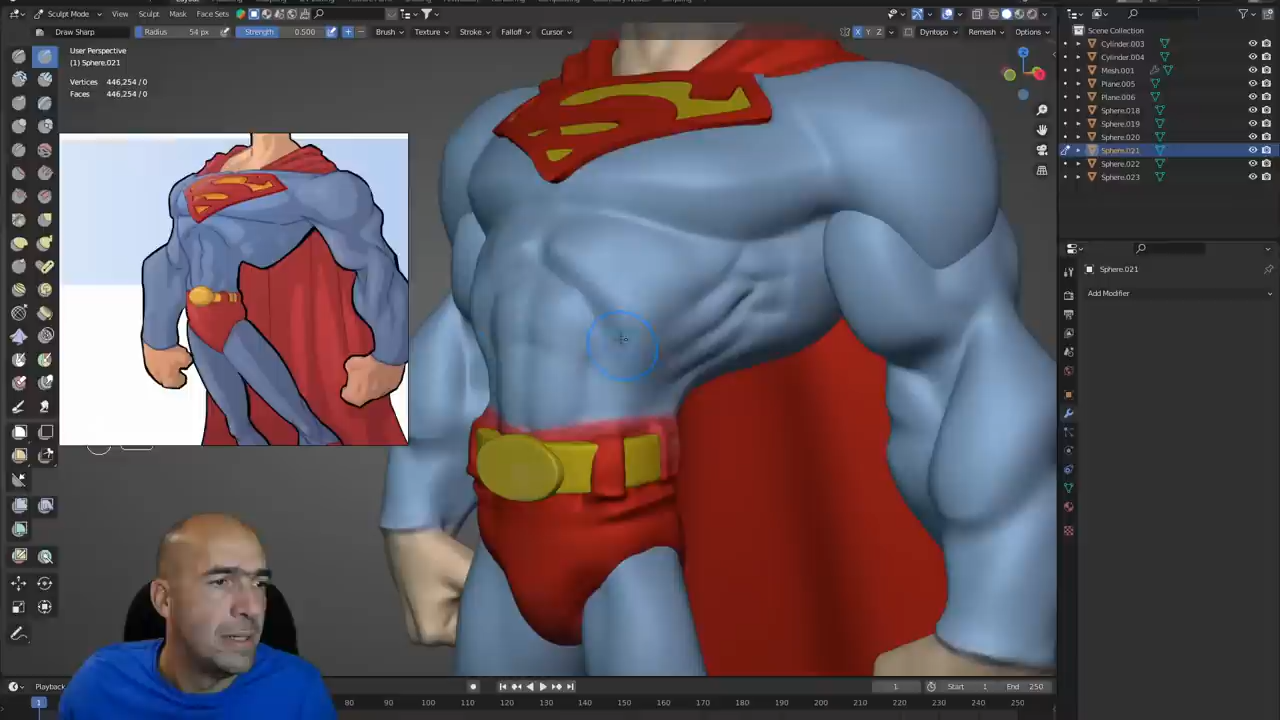 Sculpt Mode View Sculpt Mask Face Sets
Draw Sharp Radius 54 px Strength 0.500 Brush Texture Stroke Falloff Cursor X Y Z Dyntopo Remesh Options
User Perspective
(1) Sphere.021
Vertices 446,254 / 0
Faces 446,254 / 0
Z
Scene Collection
Cylinder.003
Cylinder.004
Mesh.001
Plane.005
Plane.006
Sphere.018
Sphere.019
Sphere.020
Sphere.021
Sphere.022
Sphere.023
Sphere.021
Add Modifier
Playback
1 Start 1 End 250
1 80 90 100 110 120 130 140 150 160 170 180 190 200 210 220 230 240 250